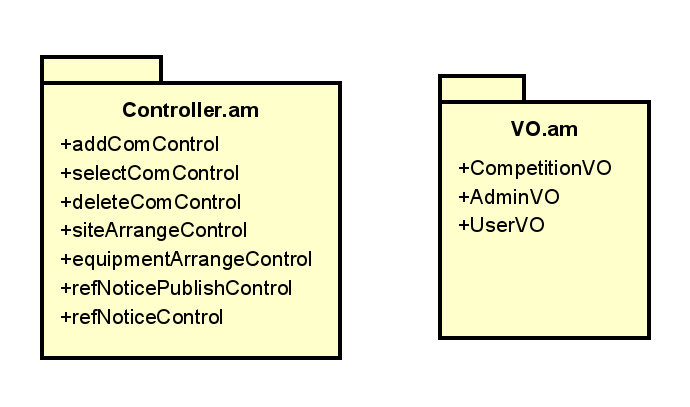 Controller.am
+addComControl
+selectComControl
+deleteComControl
+siteArrangeControl
+equipmentArrangeControl
+refNoticePublishControl
+refNoticeControl
VO.am
+CompetitionVO
+AdminVO
+UserVO